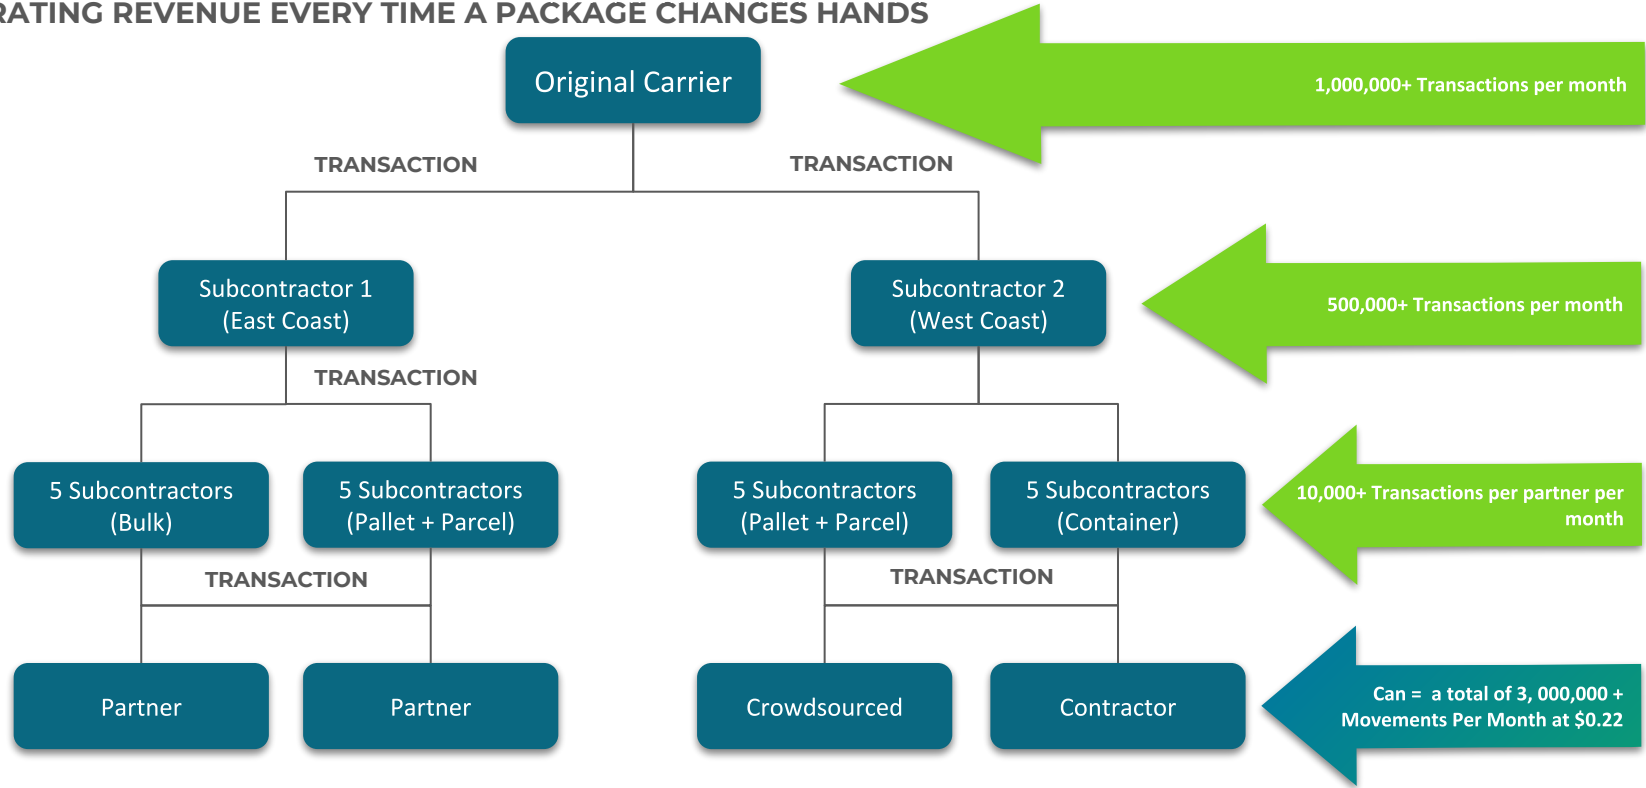 RATING REVENUE EVERY TIME A PACKAGE CHANGES HANDS
Original Carrier
1,000,000+ Transactions per month
TRANSACTION
TRANSACTION
Subcontractor 1
(East Coast)
Subcontractor 2
(West Coast)
500,000+ Transactions per month
TRANSACTION
5 Subcontractors
(Bulk)
5 Subcontractors
(Pallet + Parcel)
5 Subcontractors
(Pallet + Parcel)
5 Subcontractors
(Container)
10,000+ Transactions per partner per
month
TRANSACTION
TRANSACTION
Partner
Partner
Crowdsourced
Contractor
Can =  a total of 3, 000,000 +
Movements Per Month at $0.22